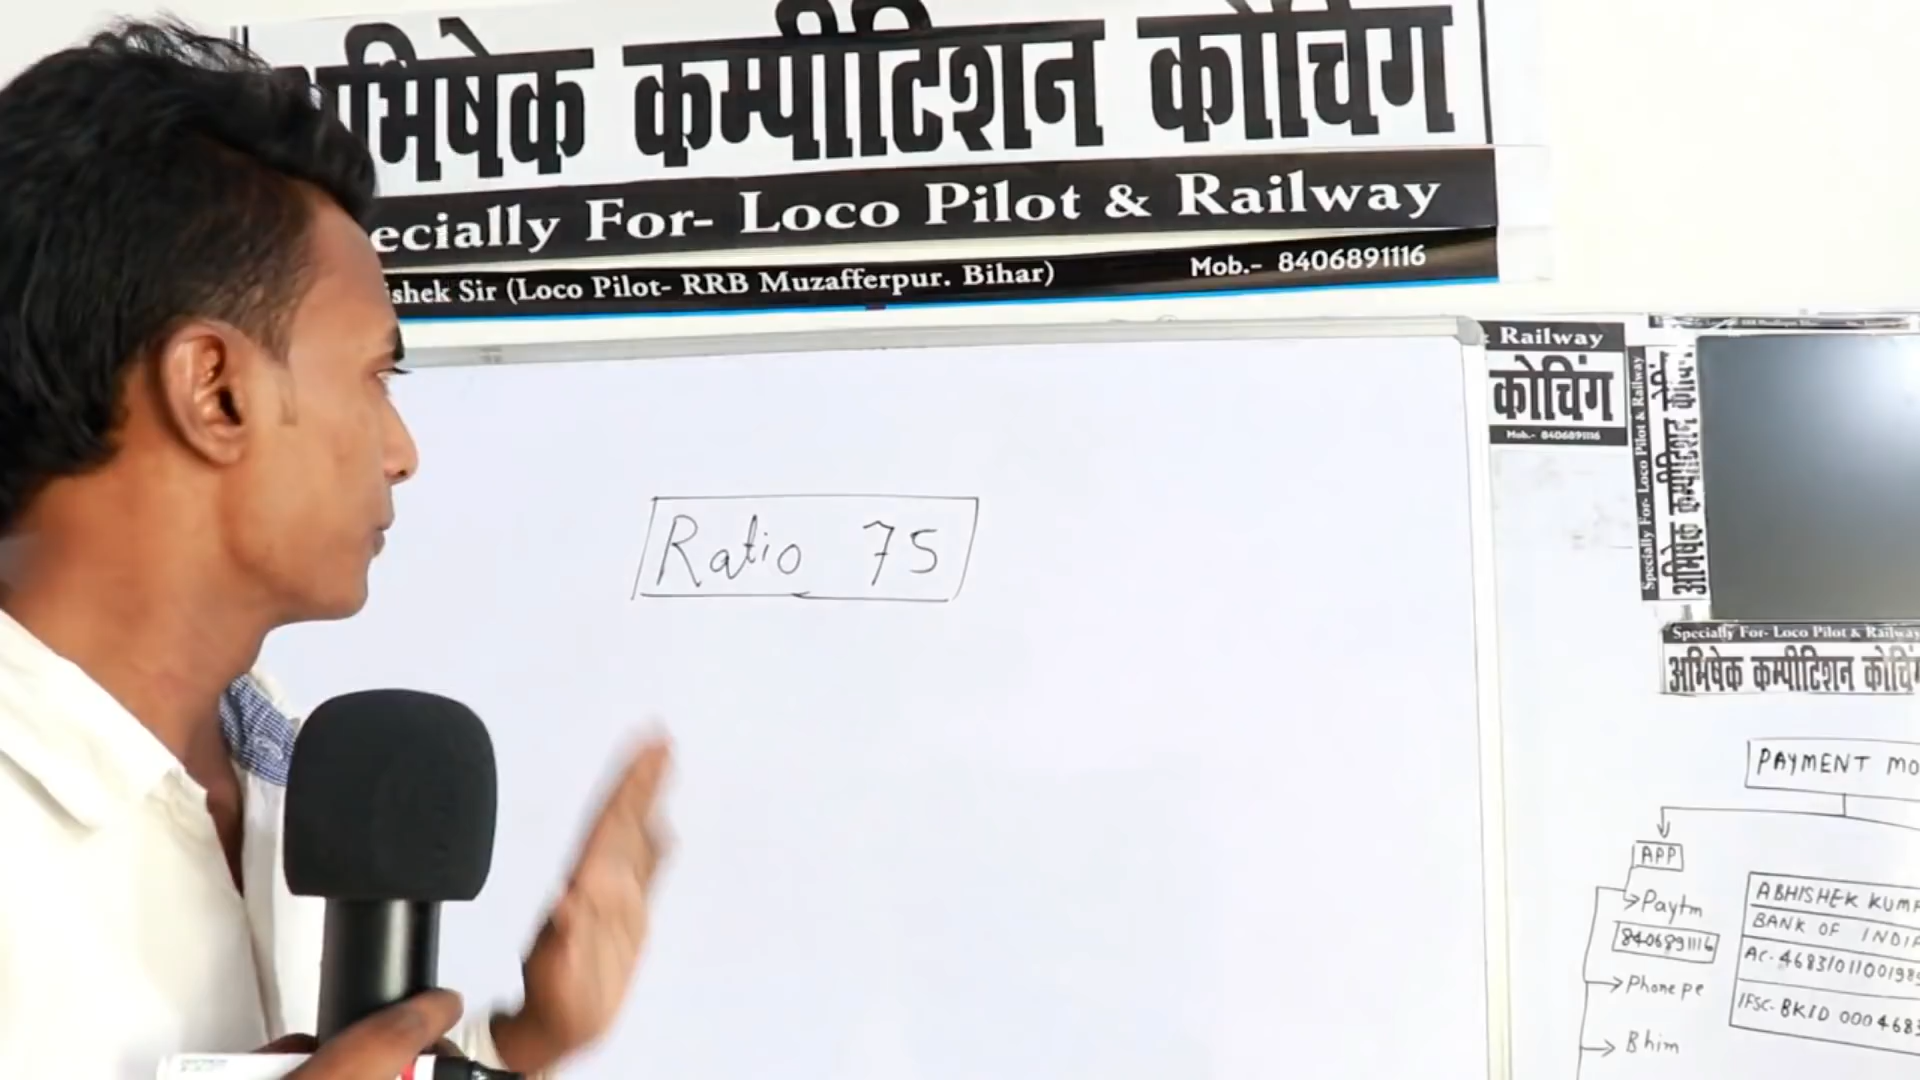 अभिषेक कम्पीटिशन कोचिंग
ecially For- Loco Pilot & Railway
ishek Sir (Loco Pilot- RRB Muzafferpur. Bihar) Mob.- 8406891116
Ratio 75
Railway
कोचिंग
Mob.- 8406891116
Specially For- Loco Pilot & Railway
अभिषेक कम्पीटिशन
Specially For- Loco Pilot & Railway
अभिषेक कम्पीटिशन कोचिंग
PAYMENT MO
APP
Paytm
8406891116
Phonepe
Bhim
ABHISHEK KUMA
BANK OF INDIA
AC-46831011001989
IFSC-BKID 0004683